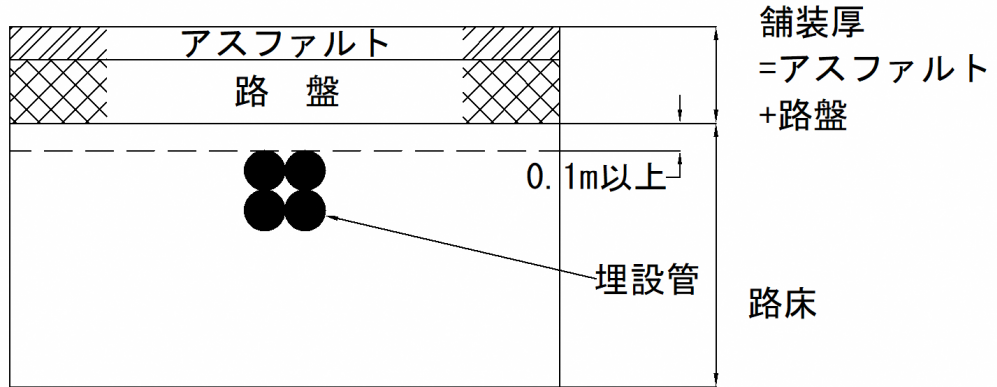 アスファルト
路　盤
舗装厚
=アスファルト
+路盤
0.1m以上
埋設管
路床